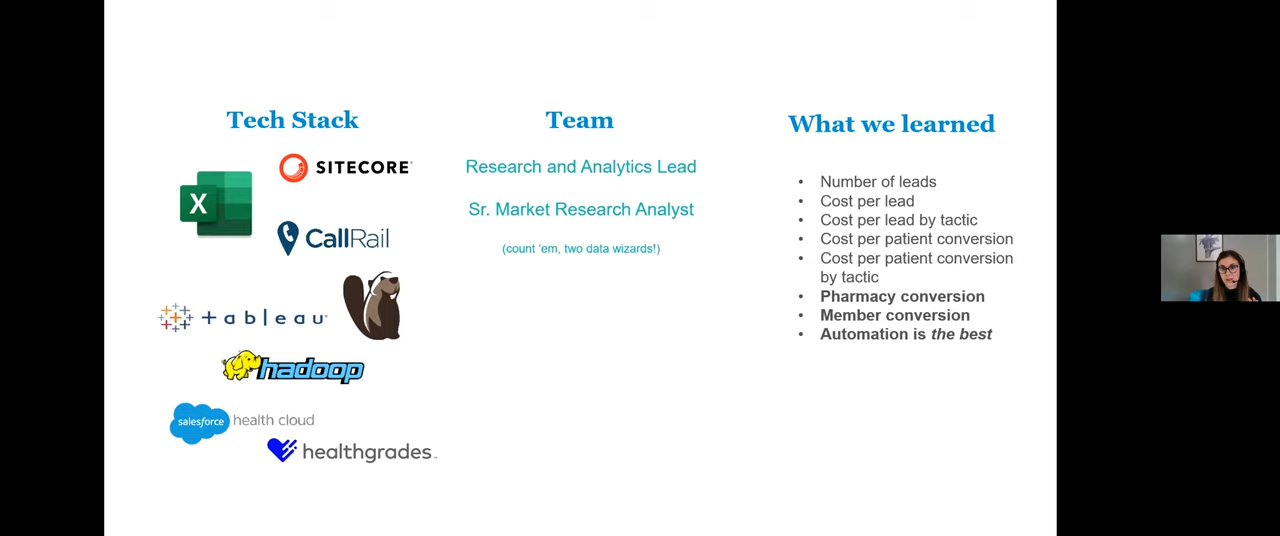 Tech Stack
X
SITECORE
CallRail
+ableau
hadoop
salesforce health cloud
healthgrades
Team
Research and Analytics Lead
Sr. Market Research Analyst
(count 'em, two data wizards!)
What we learned
• Number of leads
• Cost per lead
• Cost per lead by tactic
• Cost per patient conversion
• Cost per patient conversion
by tactic
• Pharmacy conversion
• Member conversion
• Automation is the best